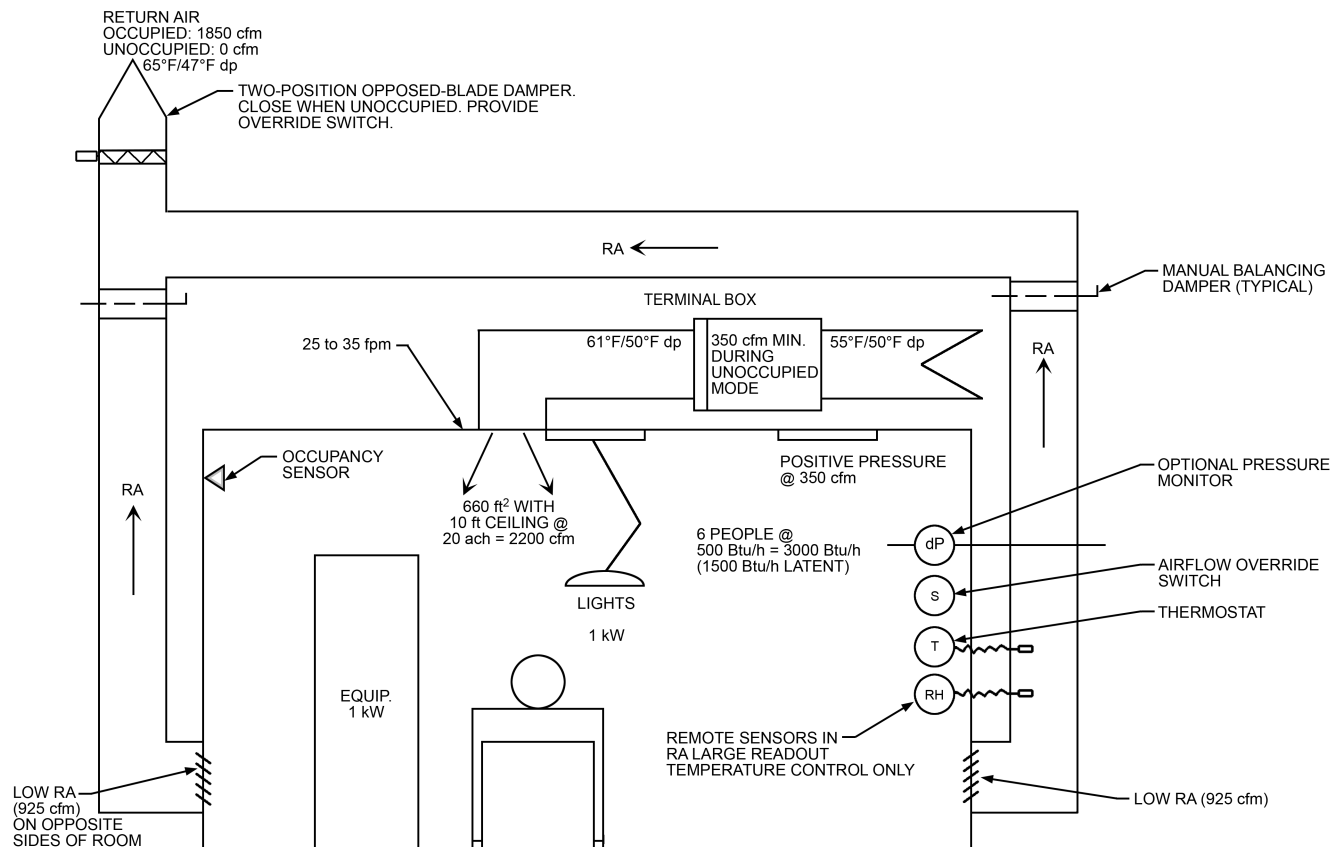 RETURN AIR
OCCUPIED: 1850 cfm
UNOCCUPIED: 0 cfm
65°F/47°F dp
TWO-POSITION OPPOSED-BLADE DAMPER.
CLOSE WHEN UNOCCUPIED. PROVIDE
OVERRIDE SWITCH.
RA
MANUAL BALANCING
DAMPER (TYPICAL)
TERMINAL BOX
25 to 35 fpm
61°F/50°F dp
350 cfm MIN.
DURING
UNOCCUPIED
MODE
55°F/50°F dp
RA
OCCUPANCY
SENSOR
POSITIVE PRESSURE
@ 350 cfm
OPTIONAL PRESSURE
MONITOR
RA
660 ft² WITH
10 ft CEILING @
20 ach = 2200 cfm
6 PEOPLE @
500 Btu/h = 3000 Btu/h
(1500 Btu/h LATENT)
dP
AIRFLOW OVERRIDE
SWITCH
S
LIGHTS
1 kW
THERMOSTAT
T
EQUIP.
1 kW
RH
REMOTE SENSORS IN
RA LARGE READOUT
TEMPERATURE CONTROL ONLY
LOW RA
(925 cfm)
ON OPPOSITE
SIDES OF ROOM
LOW RA (925 cfm)